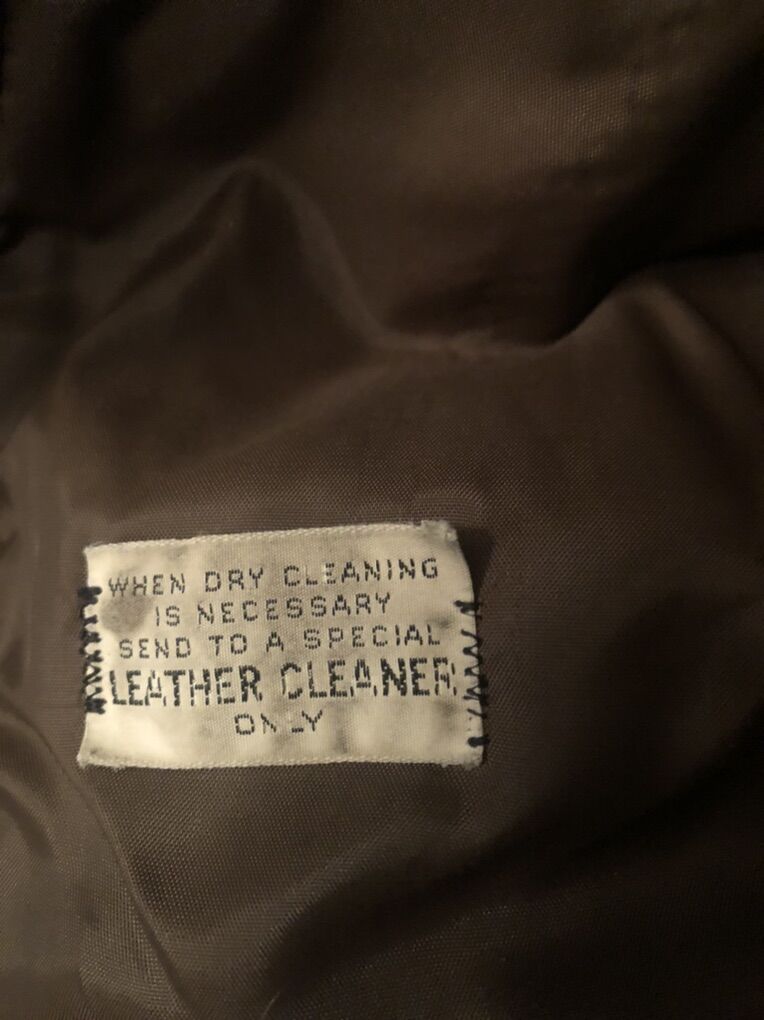 WHEN DRY CLEANING
IS NECESSARY
SEND TO A SPECIAL
LEATHER CLEANER
ONLY